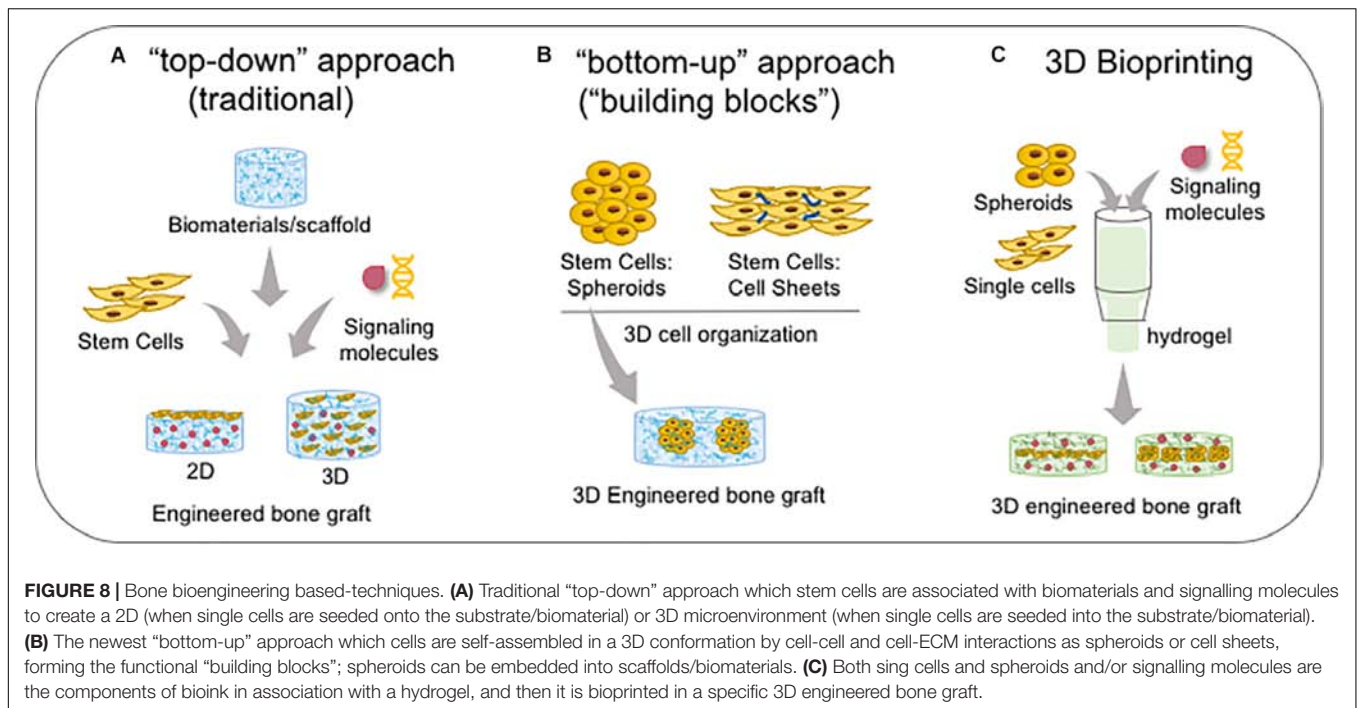 A "top-down" approach
(traditional)
Biomaterials/scaffold
Stem Cells
Signaling
molecules
2D
3D
Engineered bone graft
B "bottom-up" approach
("building blocks")
Stem Cells:
Spheroids
Stem Cells:
Cell Sheets
3D cell organization
3D Engineered bone graft
C 3D Bioprinting
Spheroids
Signaling
molecules
Single cells
hydrogel
3D engineered bone graft
FIGURE 8 | Bone bioengineering based-techniques. (A) Traditional "top-down" approach which stem cells are associated with biomaterials and signalling molecules
to create a 2D (when single cells are seeded onto the substrate/biomaterial) or 3D microenvironment (when single cells are seeded into the substrate/biomaterial).
(B) The newest "bottom-up" approach which cells are self-assembled in a 3D conformation by cell-cell and cell-ECM interactions as spheroids or cell sheets,
forming the functional "building blocks"; spheroids can be embedded into scaffolds/biomaterials. (C) Both sing cells and spheroids and/or signalling molecules are
the components of bioink in association with a hydrogel, and then it is bioprinted in a specific 3D engineered bone graft.